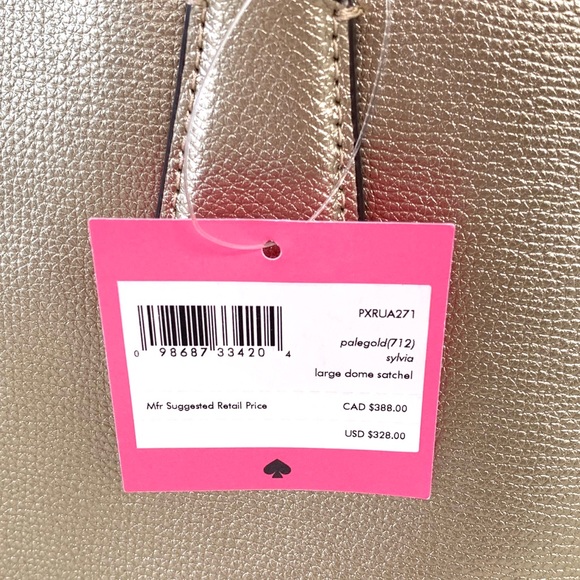 PXRUA271
0 98687 33420 4
palegold(712)
sylvia
large dome satchel
Mfr Suggested Retail Price CAD $388.00
USD $328.00